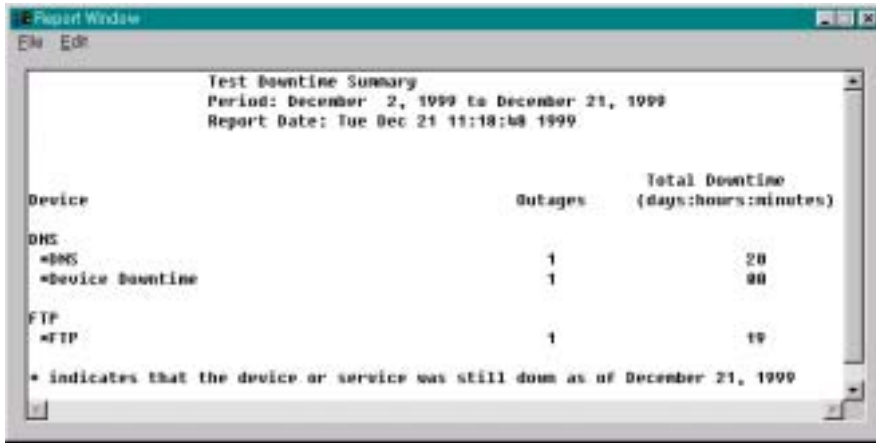 Report Window
File Edit
Test Downtime Summary
Period: December 2, 1999 to December 21, 1999
Report Date: Tue Dec 21 11:18:48 1999
Total Downtime
Device Outages (days:hours:minutes)
DNS
*DNS 1 20
*Device Downtime 1 00
FTP
*FTP 1 19
* indicates that the device or service was still down as of December 21, 1999